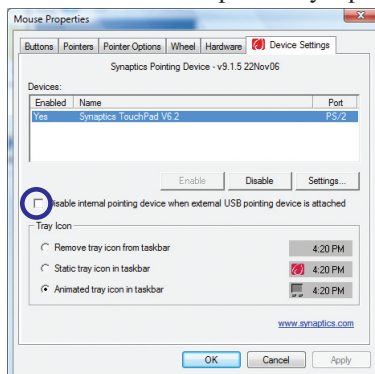 Mouse Properties
Buttons Pointers Pointer Options Wheel Hardware Device Settings
Synaptics Pointing Device - v9.1.5 22Nov06
Devices:
Enabled Name Port
Yes Synaptics TouchPad V6.2 PS/2
Enable Disable Settings...
Disable internal pointing device when external USB pointing device is attached
Tray Icon
Remove tray icon from taskbar 4:20 PM
Static tray icon in taskbar 4:20 PM
Animated tray icon in taskbar 4:20 PM
www.synaptics.com
OK Cancel Apply